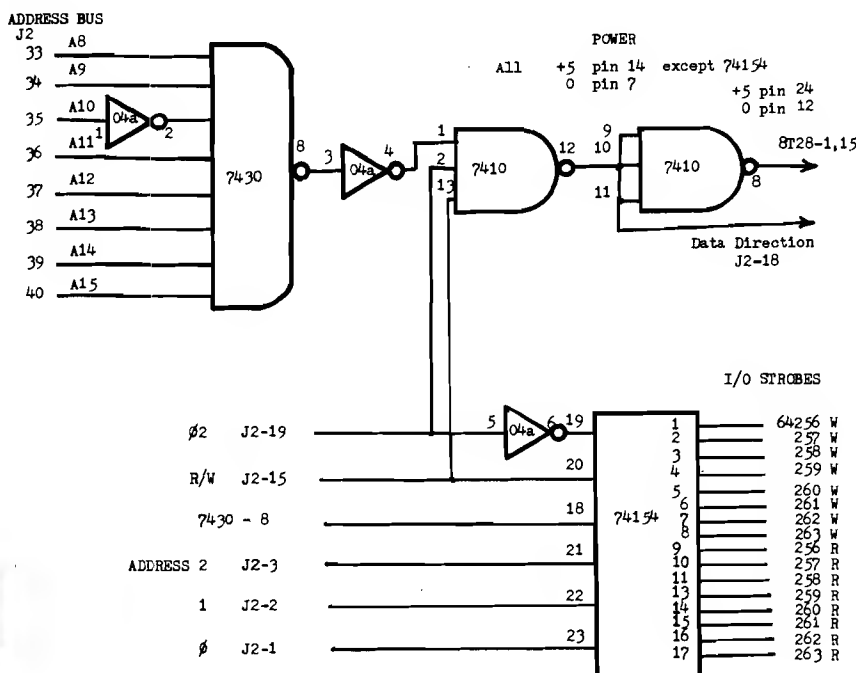 ADDRESS BUS
J2
33 A8
34 A9
35 A10
36 A11
37 A12
38 A13
39 A14
40 A15
1 04a 2
7430
8
3 04a 4
1
2
13
7410
12
9
10
11
7410
8
8T28-1,15
Data Direction
J2-18
POWER
All +5 pin 14 except 74154
0 pin 7
+5 pin 24
0 pin 12
I/O STROBES
Ø2 J2-19
R/W J2-15
7430 - 8
ADDRESS 2 J2-3
1 J2-2
Ø J2-1
5 04a 6 19
20
18
21
22
23
74154
1 64256 W
2 257 W
3 258 W
4 259 W
5 260 W
6 261 W
7 262 W
8 263 W
9 256 R
10 257 R
11 258 R
13 259 R
14 260 R
15 261 R
16 262 R
17 263 R